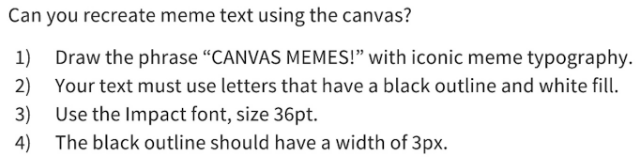 Can you recreate meme text using the canvas?
1) Draw the phrase “CANVAS MEMES!” with iconic meme typography.
2) Your text must use letters that have a black outline and white fill.
3) Use the Impact font, size 36pt.
4) The black outline should have a width of 3px.